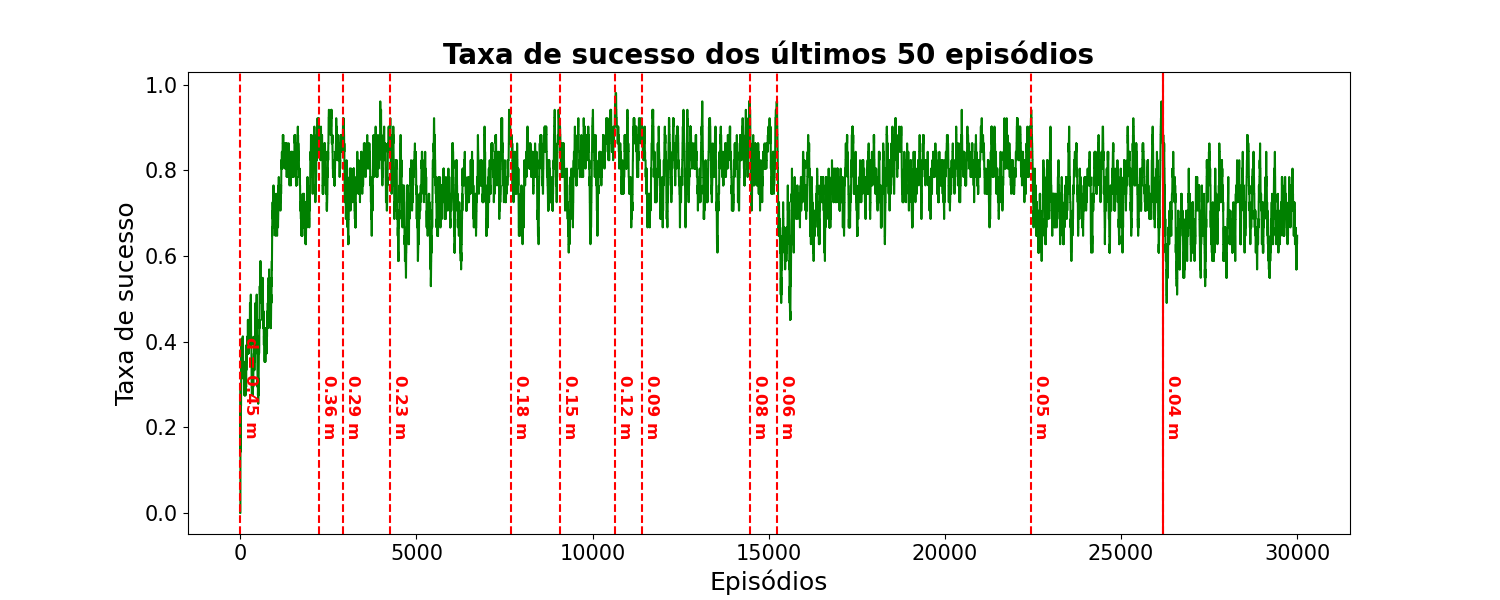 Taxa de sucesso dos últimos 50 episódios
Taxa de sucesso
1.0
0.8
0.6
0.4
0.2
0.0
d = 0.45 m
0.36 m
0.29 m
0.23 m
0.18 m
0.15 m
0.12 m
0.09 m
0.08 m
0.06 m
0.05 m
0.04 m
0
5000
10000
15000
20000
25000
30000
Episódios